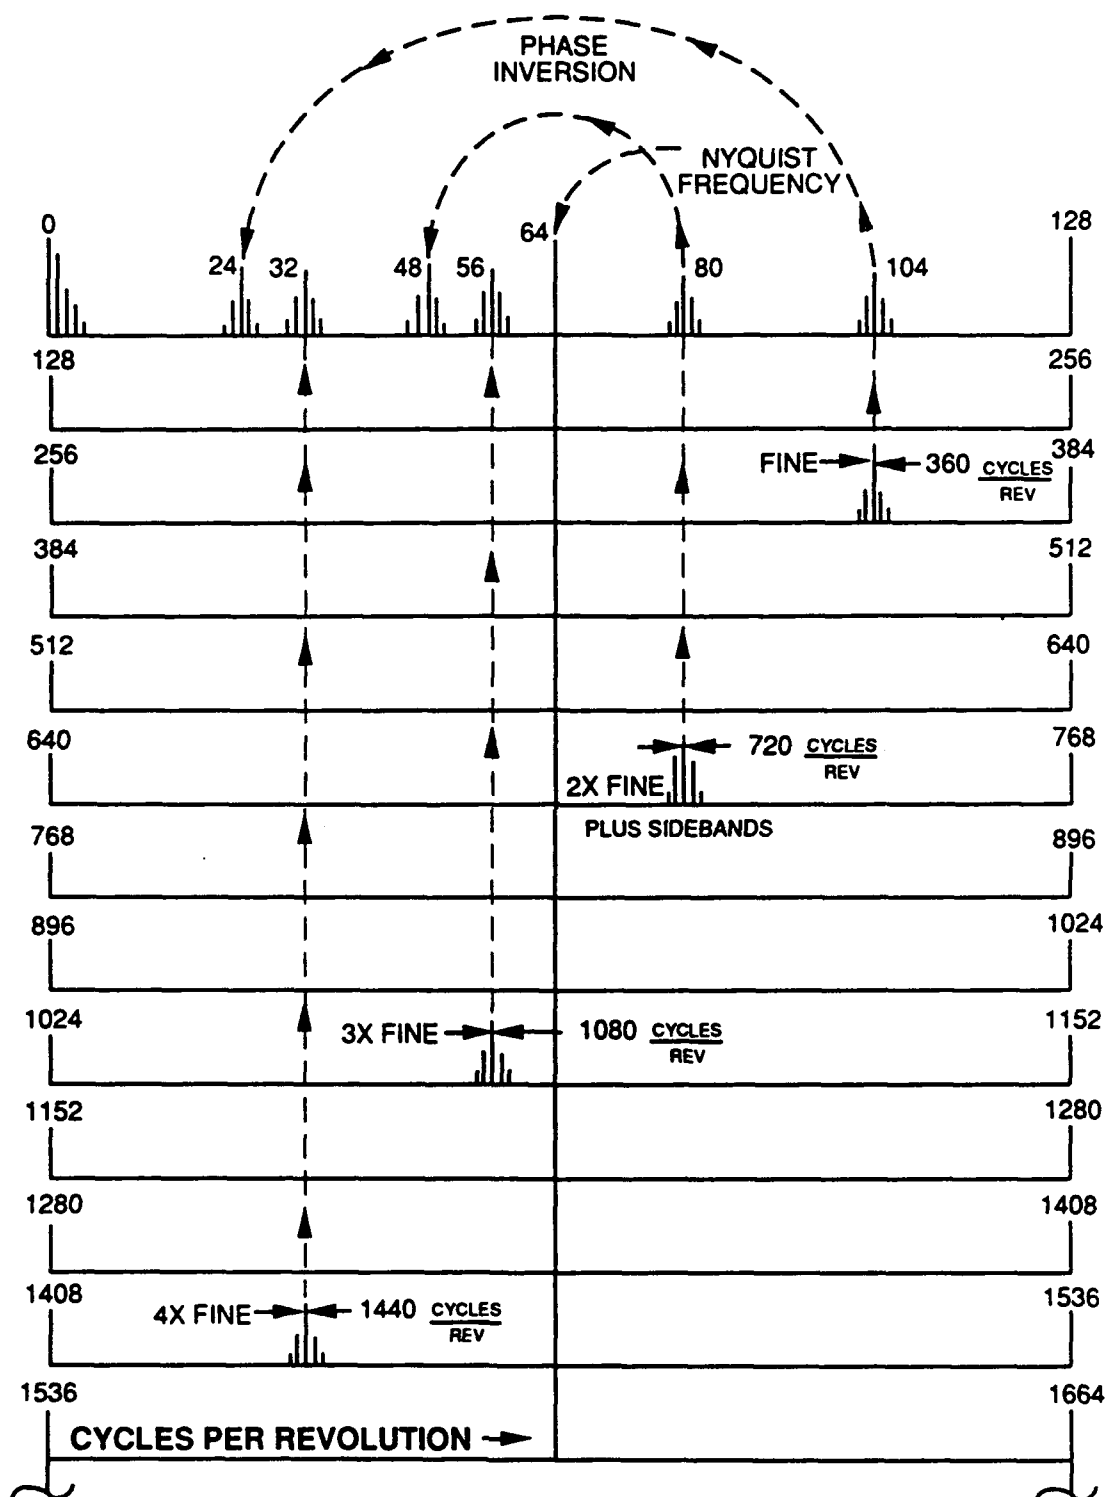 PHASE
INVERSION
NYQUIST
FREQUENCY
0
24
32
48
56
64
80
104
128
128
256
256
FINE
360 CYCLES
REV
384
384
512
512
640
640
720 CYCLES
REV
768
2X FINE
PLUS SIDEBANDS
768
896
896
1024
1024
3X FINE
1080 CYCLES
REV
1152
1152
1280
1280
1408
1408
4X FINE
1440 CYCLES
REV
1536
1536
1664
CYCLES PER REVOLUTION